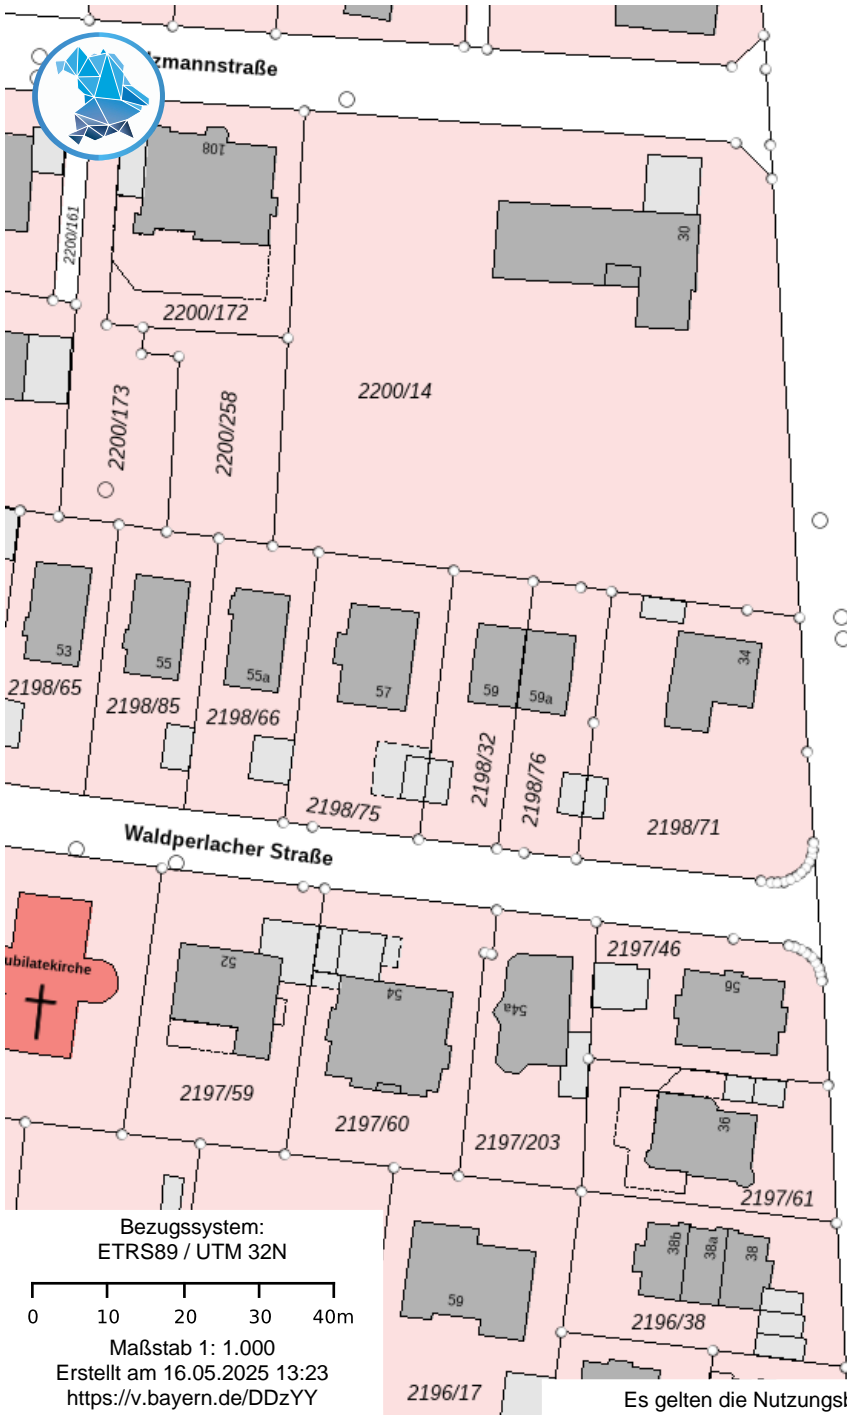 zmannstraße
108
30
2200/161
2200/172
2200/14
2200/173
2200/258
53
55
55a
57
59
59a
34
2198/65
2198/85
2198/66
2198/75
2198/32
2198/76
2198/71
Waldperlacher Straße
ubilatekirche
52
54
54a
2197/46
56
2197/59
2197/60
2197/203
36
2197/61
59
38b
38a
38
2196/38
2196/17
Bezugssystem:
ETRS89 / UTM 32N
0 10 20 30 40m
Maßstab 1: 1.000
Erstellt am 16.05.2025 13:23
https://v.bayern.de/DDzYY
Es gelten die Nutzungsb